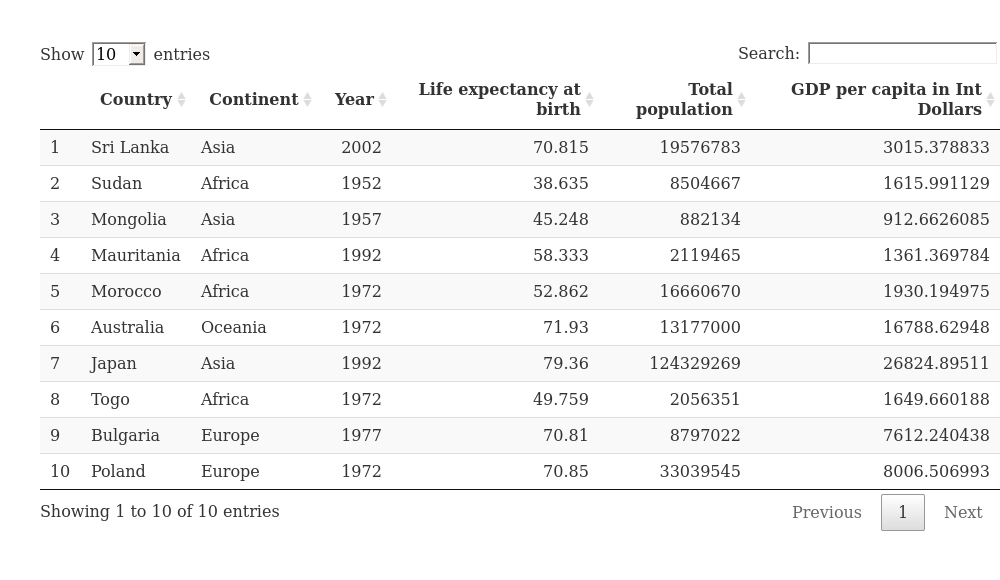 Show 10 entries Search:
Country Continent Year Life expectancy at birth Total population GDP per capita in Int Dollars
1 Sri Lanka Asia 2002 70.815 19576783 3015.378833
2 Sudan Africa 1952 38.635 8504667 1615.991129
3 Mongolia Asia 1957 45.248 882134 912.6626085
4 Mauritania Africa 1992 58.333 2119465 1361.369784
5 Morocco Africa 1972 52.862 16660670 1930.194975
6 Australia Oceania 1972 71.93 13177000 16788.62948
7 Japan Asia 1992 79.36 124329269 26824.89511
8 Togo Africa 1972 49.759 2056351 1649.660188
9 Bulgaria Europe 1977 70.81 8797022 7612.240438
10 Poland Europe 1972 70.85 33039545 8006.506993
Showing 1 to 10 of 10 entries Previous 1 Next